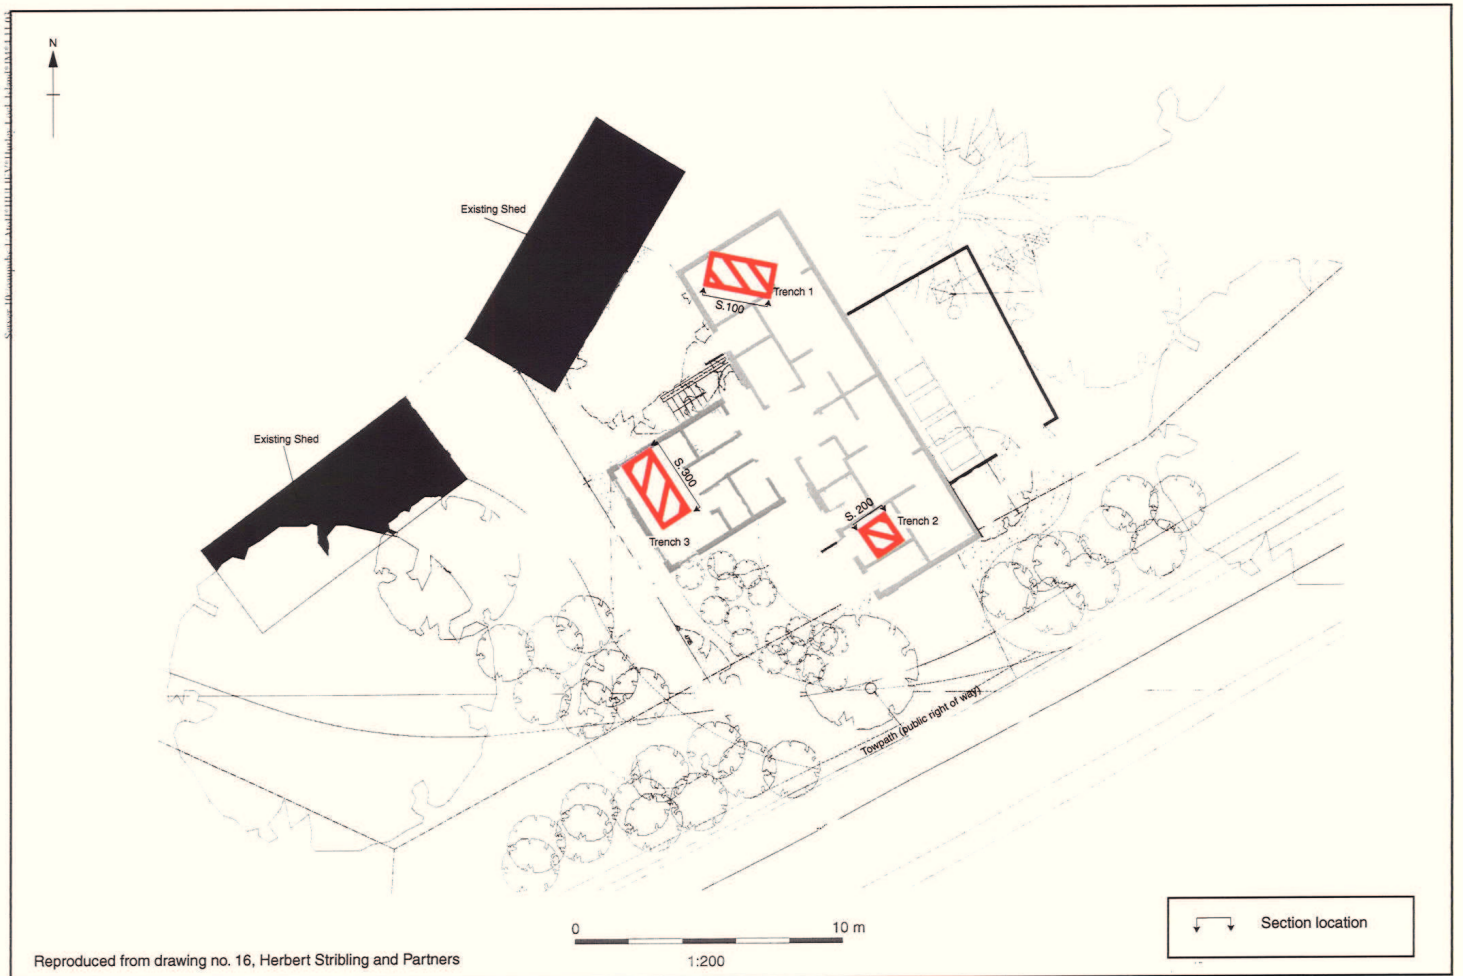 N
Existing Shed
Trench 1
S.100
Existing Shed
S. 300
S. 200
Trench 2
Trench 3
Towpath (public right of way)
Section location
0
10 m
1:200
Reproduced from drawing no. 16, Herbert Stribling and Partners